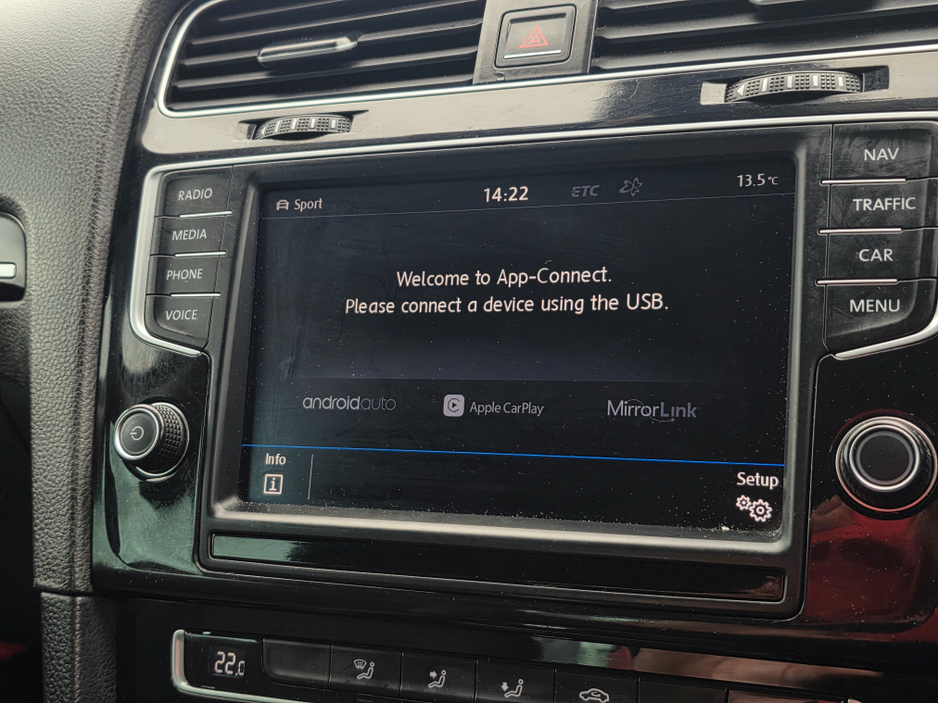 RADIO
MEDIA
PHONE
VOICE
Sport
14:22
ETC
13.5°C
Welcome to App-Connect.
Please connect a device using the USB.
androidauto
Apple CarPlay
MirrorLink
Info
i
Setup
NAV
TRAFFIC
CAR
MENU
22.0